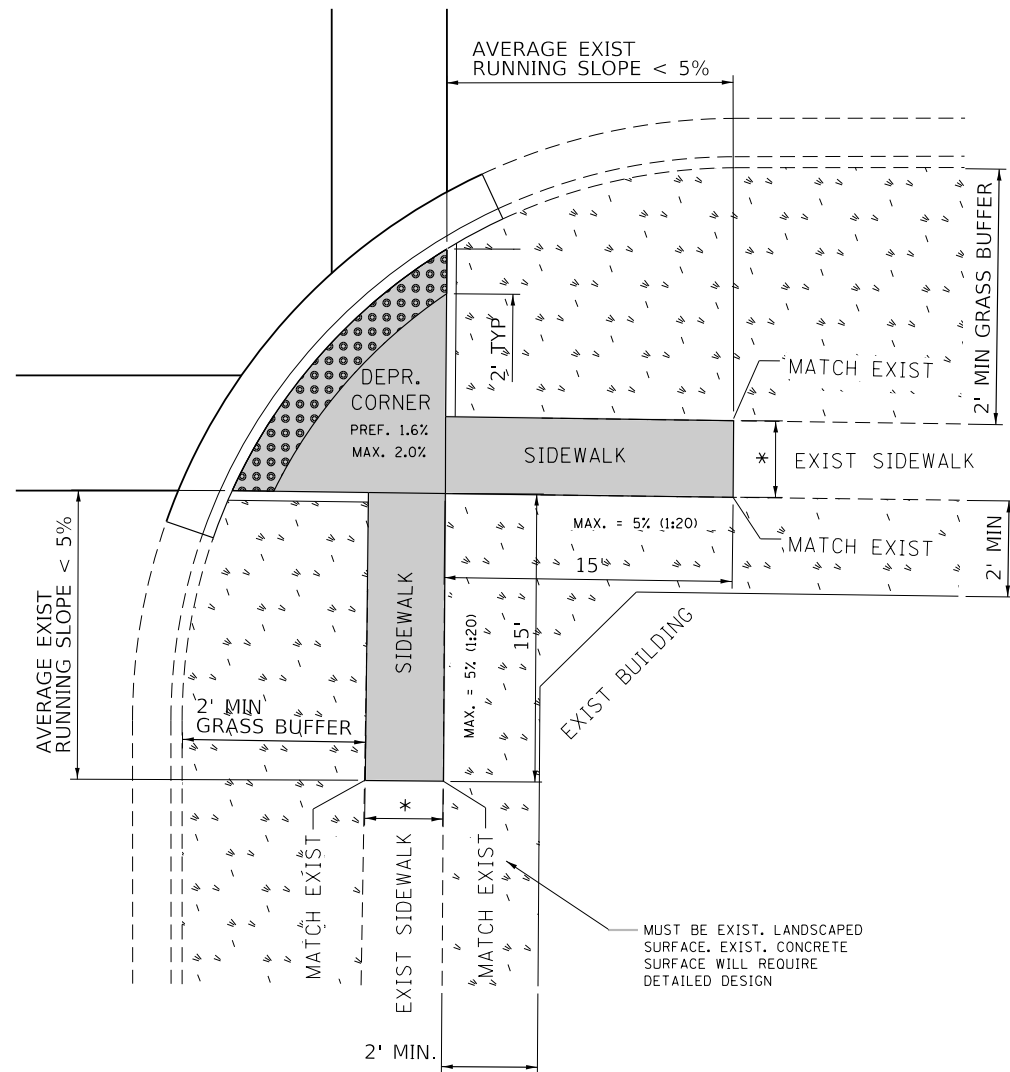 AVERAGE EXIST
RUNNING SLOPE < 5%
2' MIN GRASS BUFFER
2' TYP
DEPR.
CORNER
PREF. 1.6%
MAX. 2.0%
MATCH EXIST
SIDEWALK
* EXIST SIDEWALK
MATCH EXIST
MAX. = 5% (1:20)
15'
2' MIN
AVERAGE EXIST
RUNNING SLOPE < 5%
SIDEWALK
MAX. = 5% (1:20)
15'
EXIST BUILDING
2' MIN
GRASS BUFFER
*
MATCH EXIST
EXIST SIDEWALK
MATCH EXIST
MUST BE EXIST. LANDSCAPED
SURFACE. EXIST. CONCRETE
SURFACE WILL REQUIRE
DETAILED DESIGN
2' MIN.